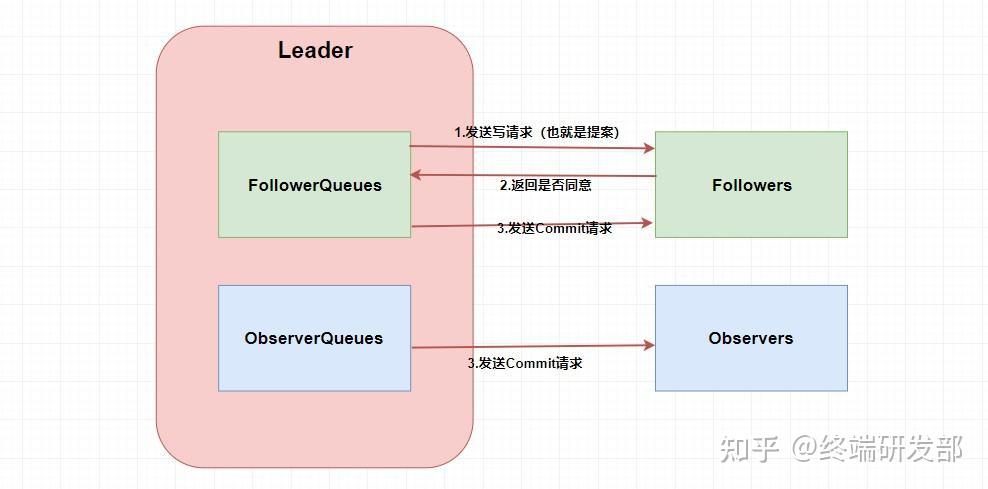 Leader
1.发送写请求（也就是提案）
FollowerQueues
2.返回是否同意
Followers
3.发送Commit请求
ObserverQueues
Observers
3.发送Commit请求
知乎 @终端研发部